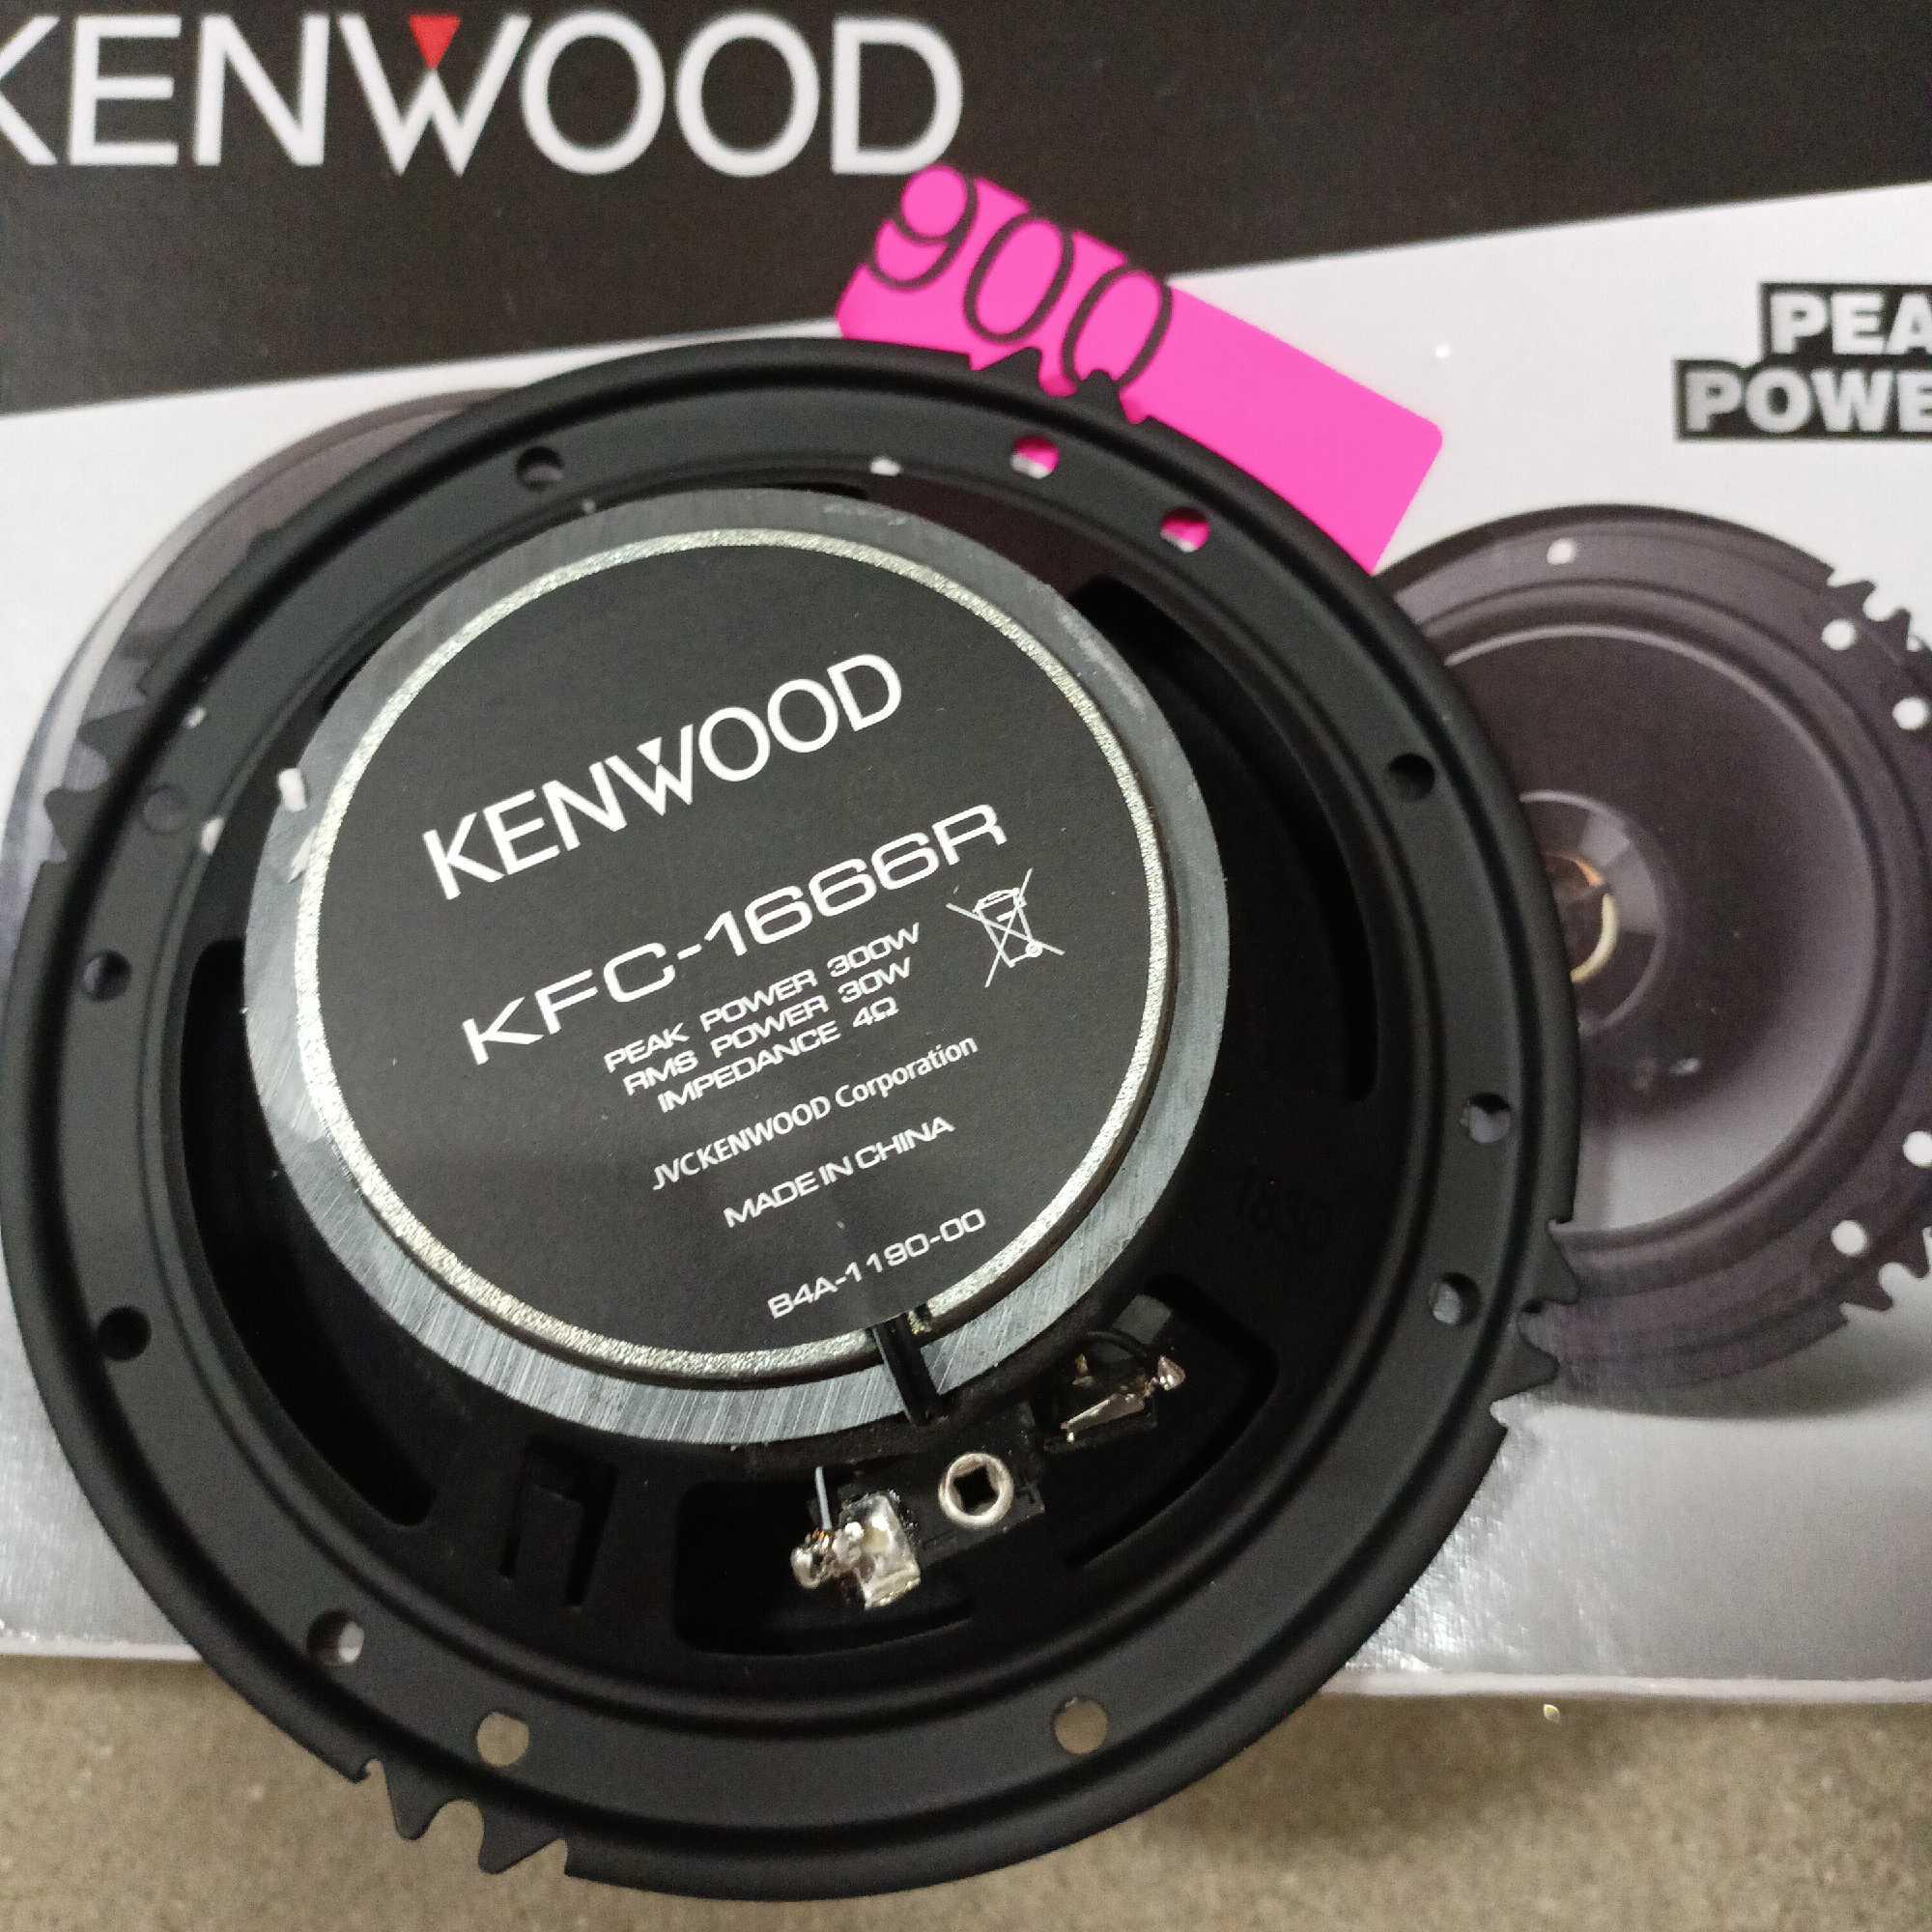 KENWOOD
900
PEA
POWE
KENWOOD
KFC-1666R
PEAK POWER 300W
RMS POWER 30W
IMPEDANCE 4Ω
JVCKENWOOD Corporation
MADE IN CHINA
B4A-1190-00